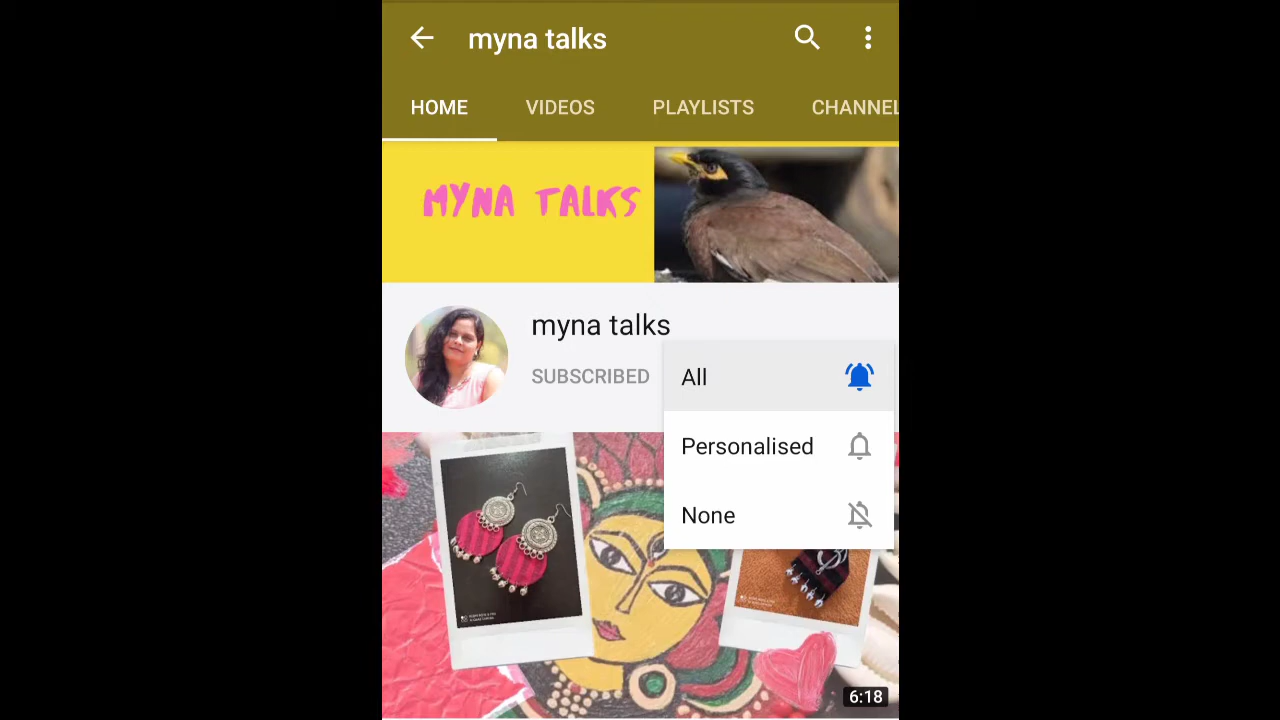 myna talks
HOME VIDEOS PLAYLISTS CHANNEL
MYNA TALKS
myna talks
SUBSCRIBED
All
Personalised
None
6:18